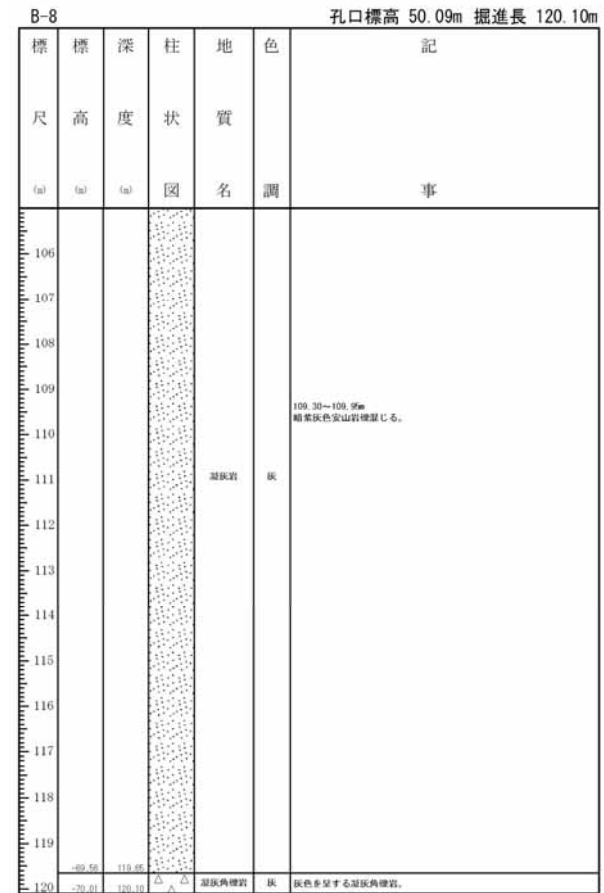 B-8 孔口標高 50.09m 掘進長 120.10m
標尺(m) 標高(m) 深度(m) 柱状図 地質名 色調 記事
106
107
108
109
109.30～109.95m
暗紫灰色安山岩礫混じる。
110
111 凝灰岩 灰
112
113
114
115
116
117
118
119
-69.56 119.65
120 -70.01 120.10 凝灰角礫岩 灰 灰色を呈する凝灰角礫岩。